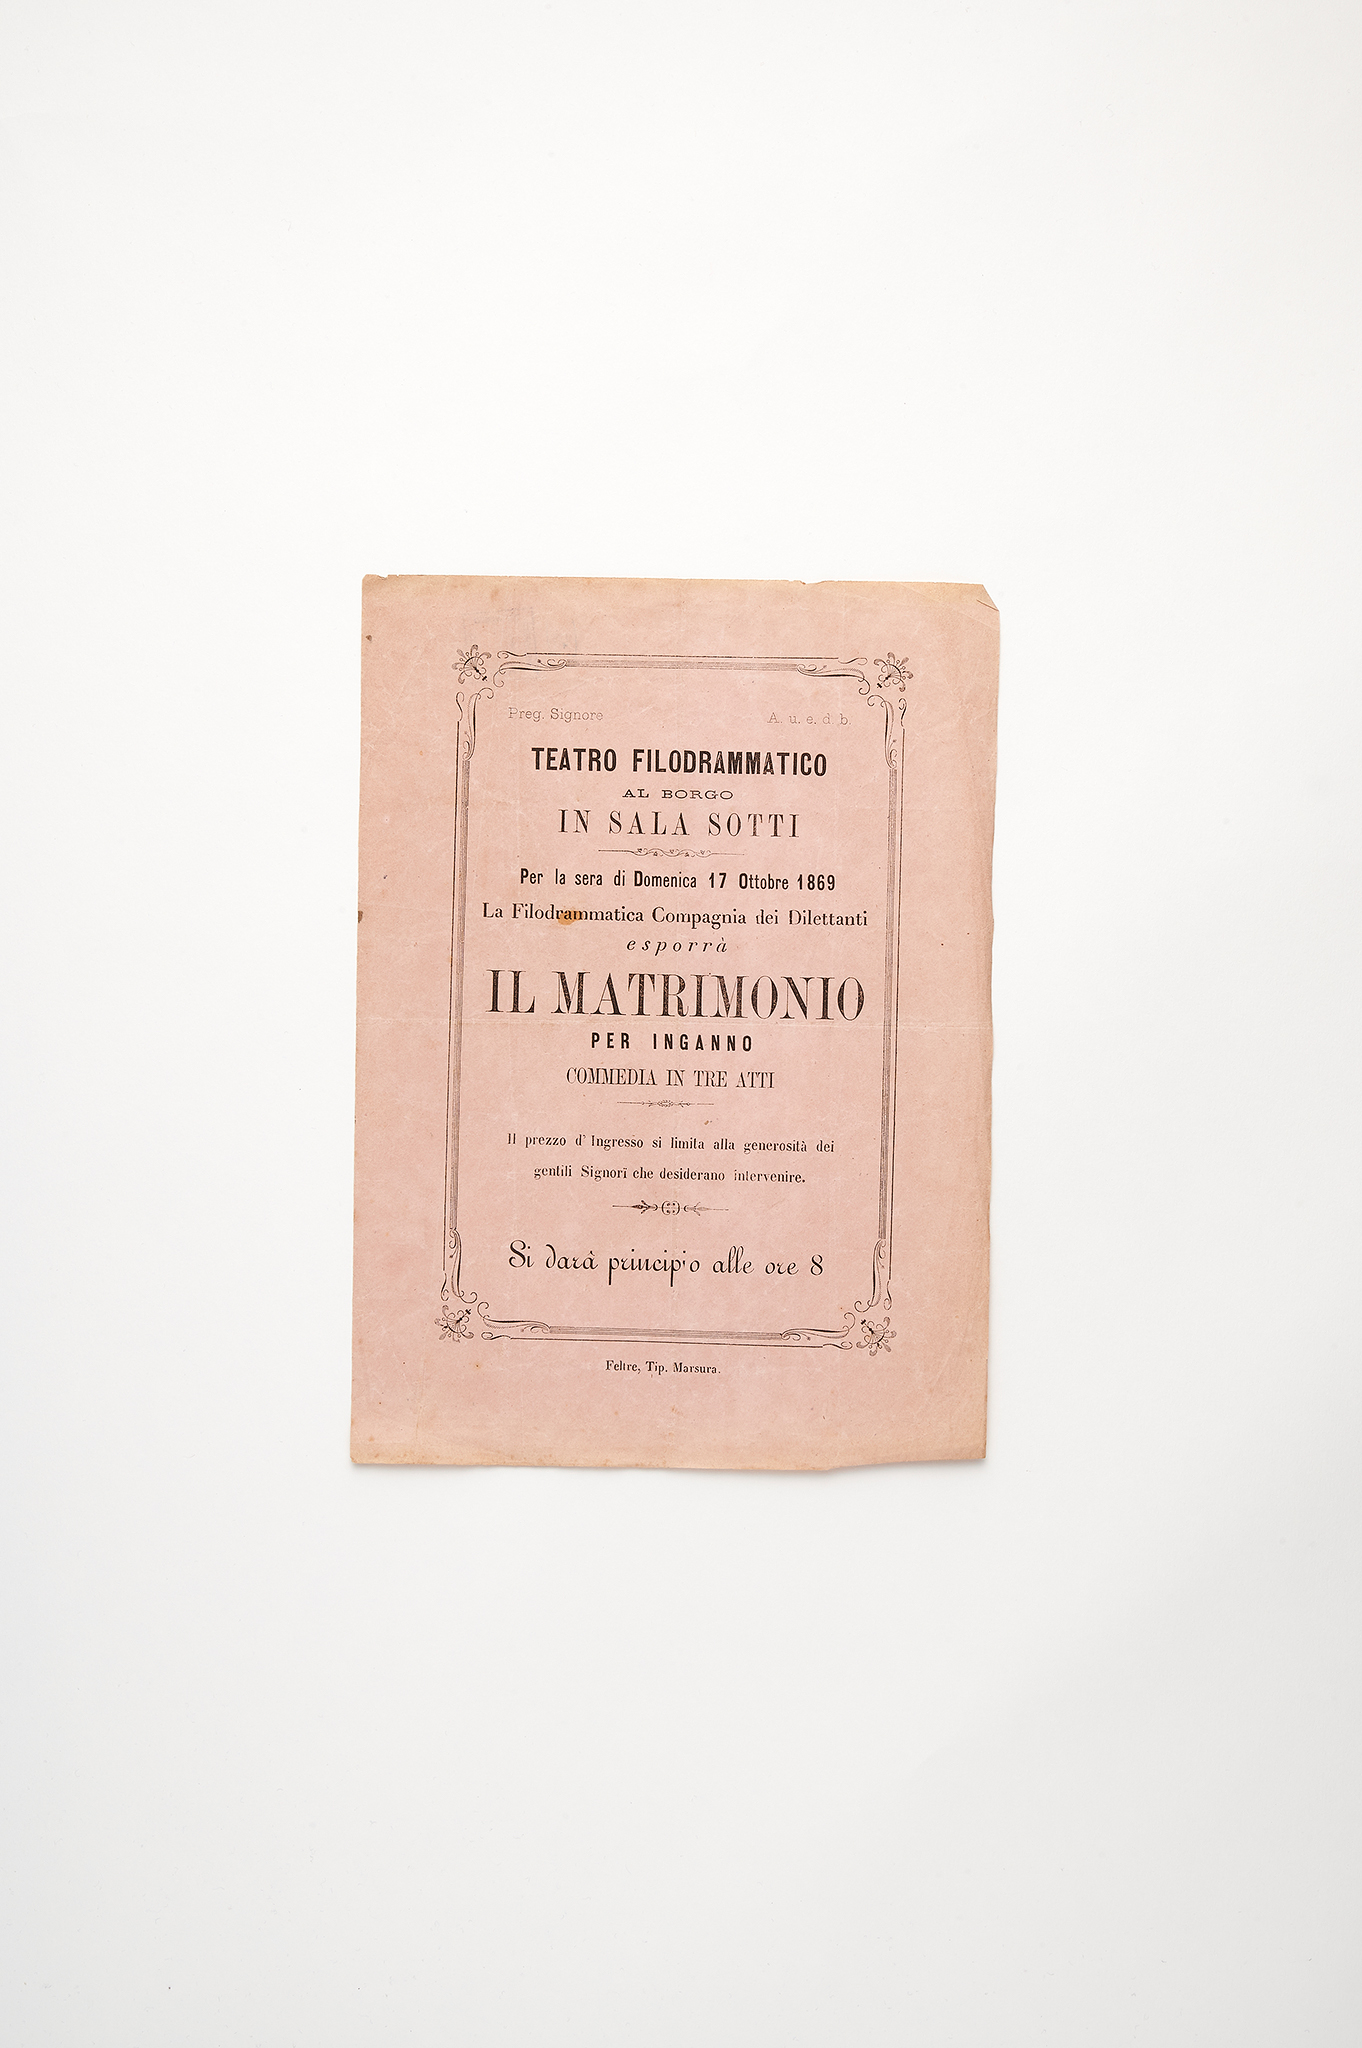 Preg. Signore A. u. e. d. b.
TEATRO FILODRAMMATICO
AL BORGO
IN SALA SOTTI
Per la sera di Domenica 17 Ottobre 1869
La Filodrammatica Compagnia dei Dilettanti
esporrà
IL MATRIMONIO
PER INGANNO
COMMEDIA IN TRE ATTI
Il prezzo d' Ingresso si limita alla generosità dei
gentili Signori che desiderano intervenire.
Si darà principio alle ore 8
Feltre, Tip. Marsura.